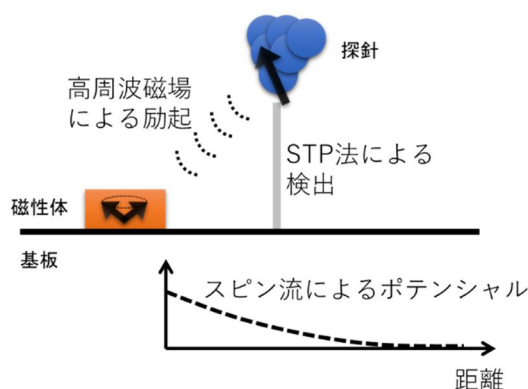 探針
高周波磁場
による励起
STP法による
検出
磁性体
基板
スピン流によるポテンシャル
距離